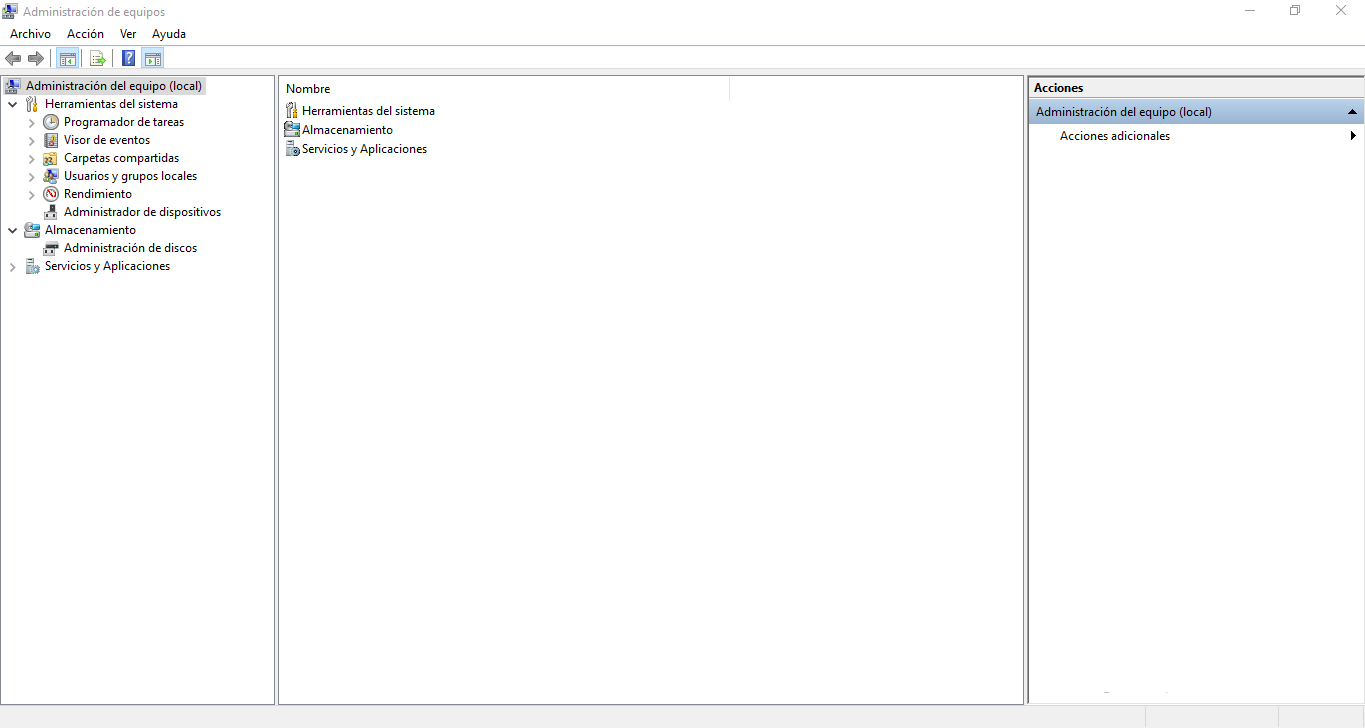 Administración de equipos
Archivo Acción Ver Ayuda
Administración del equipo (local)
Herramientas del sistema
Programador de tareas
Visor de eventos
Carpetas compartidas
Usuarios y grupos locales
Rendimiento
Administrador de dispositivos
Almacenamiento
Administración de discos
Servicios y Aplicaciones
Nombre
Herramientas del sistema
Almacenamiento
Servicios y Aplicaciones
Acciones
Administración del equipo (local)
Acciones adicionales